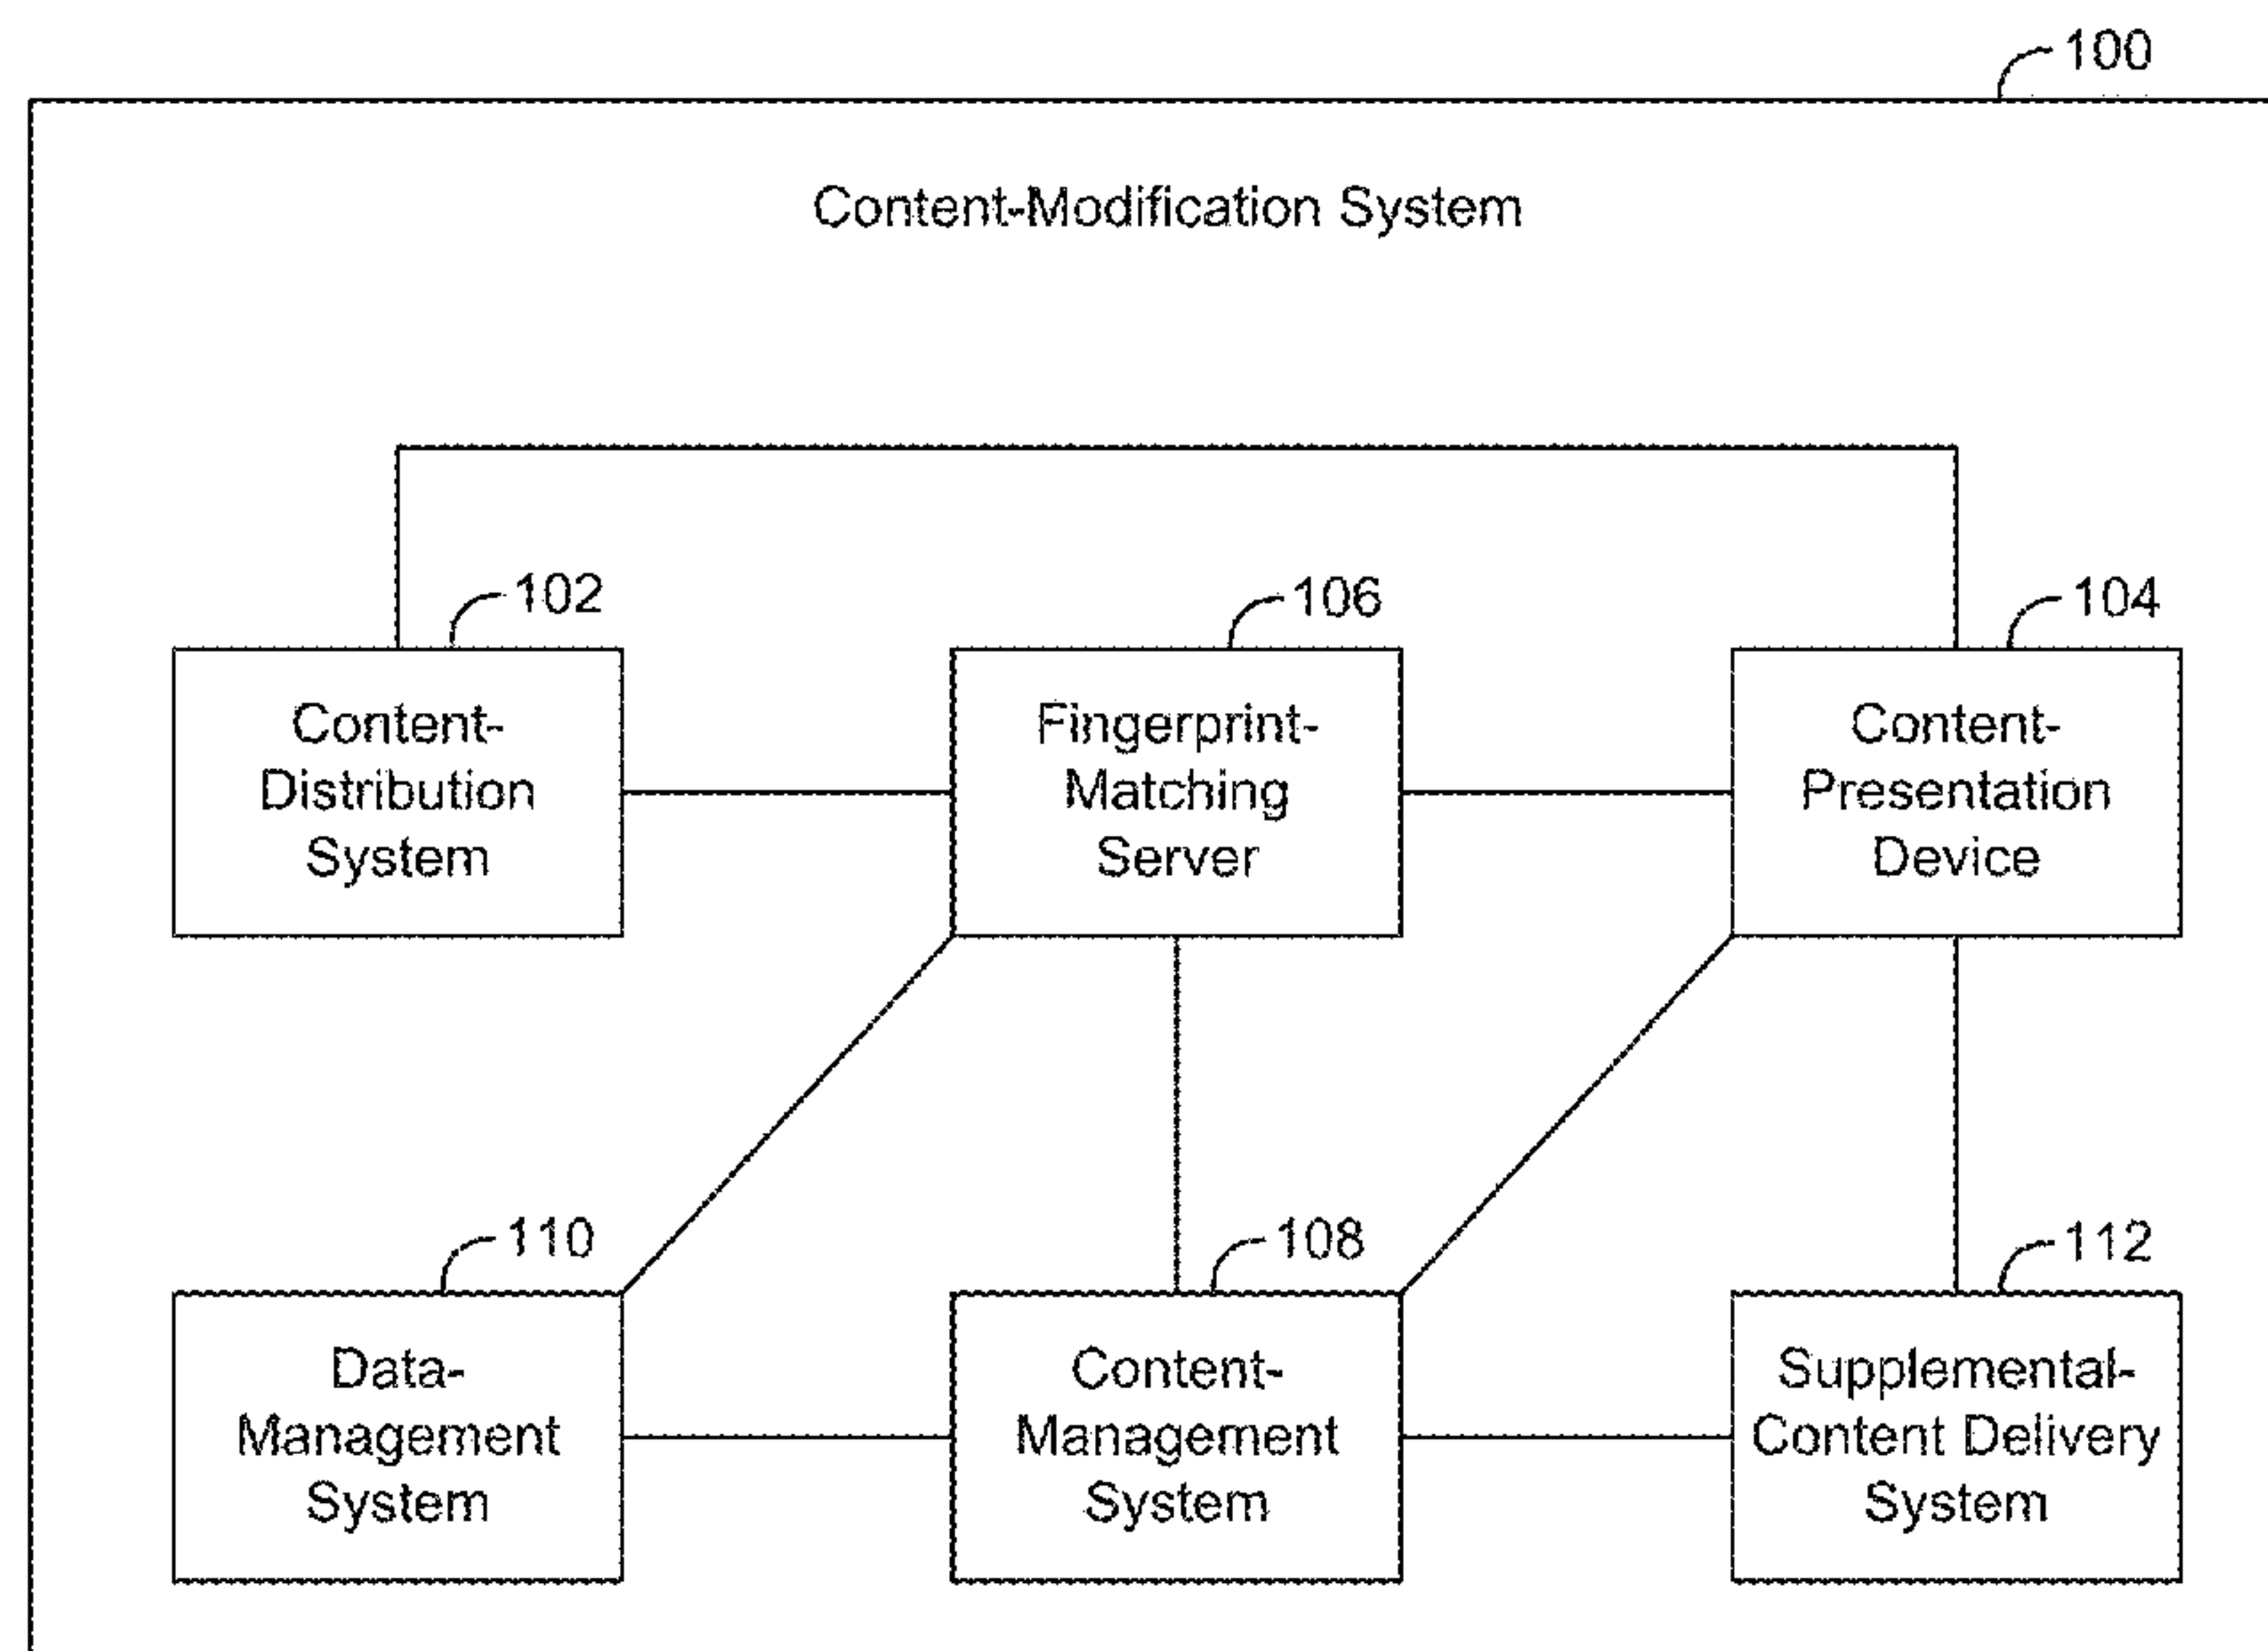 100
Content-Modification System
102
106
104
Content-
Distribution
System
Fingerprint-
Matching
Server
Content-
Presentation
Device
110
108
112
Data-
Management
System
Content-
Management
System
Supplemental-
Content Delivery
System